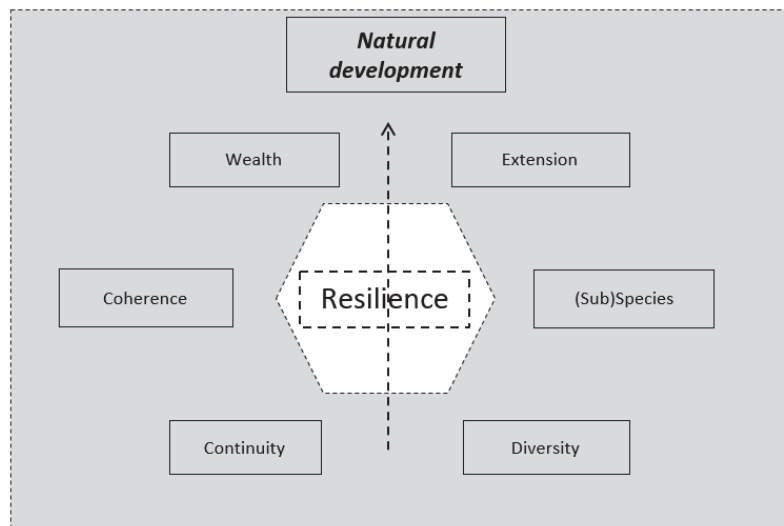 Natural
development
Wealth
Extension
Coherence
Resilience
(Sub)Species
Continuity
Diversity